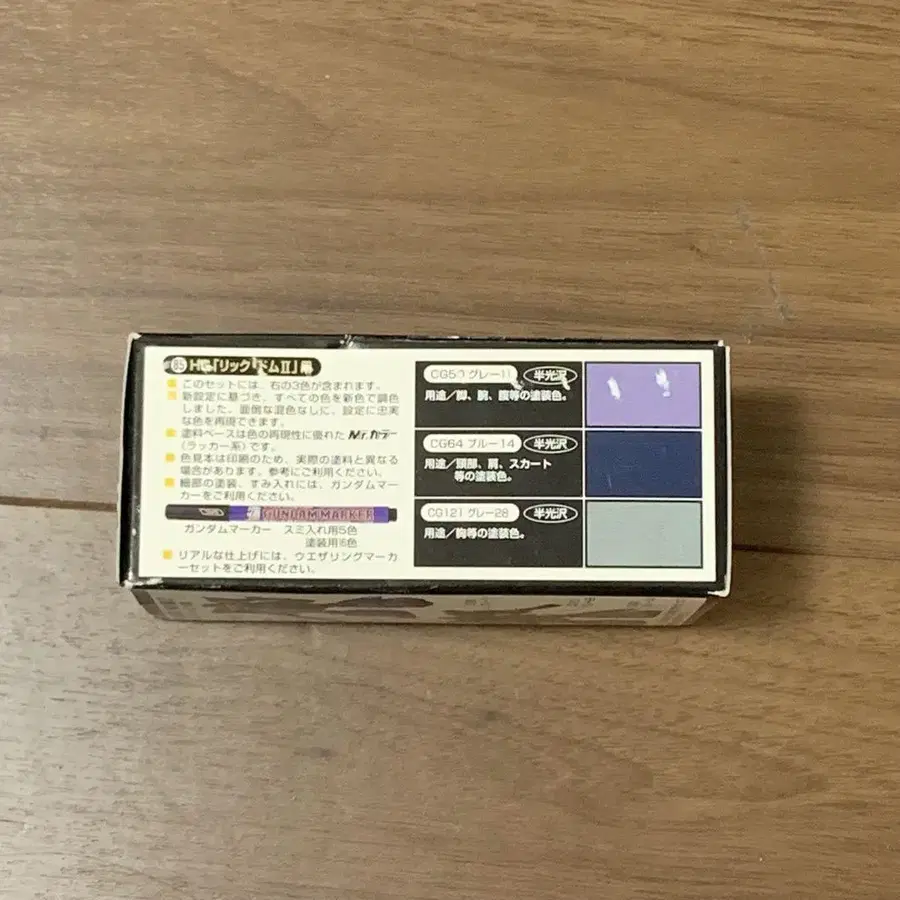 85 HG「リック ドムⅡ」用
このセットには、右の3色が含まれます。
新設定に基づき、すべての色を新色で調色
しました。面倒な混色なしに、設定に忠実
な色を再現できます。
塗料ベースは色の再現性に優れた Mr.カラー
(ラッカー系)です。
色見本は印刷のため、実際の塗料と異なる
場合があります。参考にご利用ください。
細部の塗装、すみ入れには、ガンダムマー
カーをご利用ください。
GUNDAM MARKER
ガンダムマーカー スミ入れ用5色
塗装用6色
リアルな仕上げには、ウエザリングマーカ
ーセットをご利用ください。
グレー11 半光沢
用途/脚、腕、腹等の塗装色。
CG64 ブルー14 半光沢
用途/頭部、肩、スカート
等の塗装色。
CG121 グレー28 半光沢
用途/胸等の塗装色。